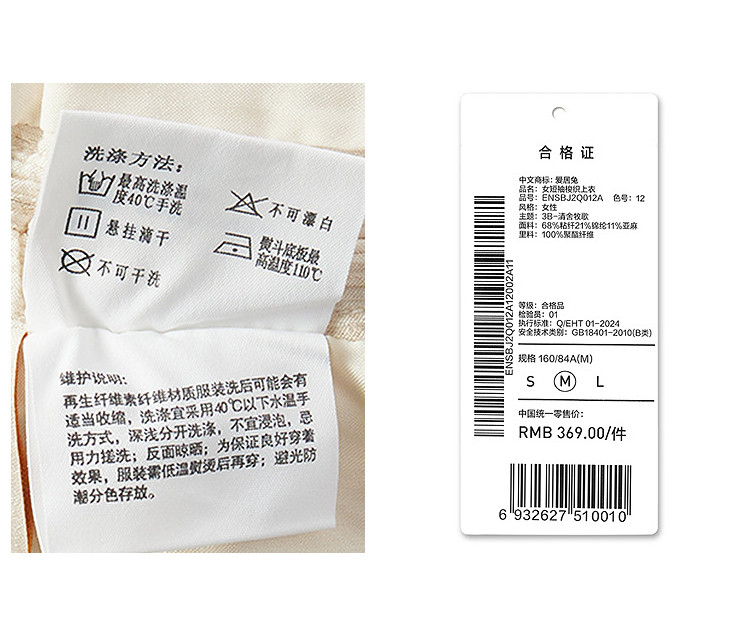 洗涤方法：
最高洗涤温
度40℃手洗
不可漂白
悬挂滴干
熨斗底板最
高温度110℃
不可干洗
维护说明：
再生纤维素纤维材质服装洗后可能会有
适当收缩，洗涤宜采用40℃以下水温手
洗方式，深浅分开洗涤，不宜浸泡，忌
用力搓洗；反面晾晒；为保证良好穿着
效果，服装需低温熨烫后再穿；避光防
潮分色存放。
合格证
中文商标：爱居兔
品名：女短袖梭织上衣
品号：ENSBJ2Q012A 色号：12
风格：女性
主题：3B-清舍牧歌
面料：68%粘纤21%锦纶11%亚麻
里料：100%聚酯纤维
ENSBJ2Q012A12002A11
等级：合格品
检验员：01
执行标准：Q/EHT 01-2024
安全技术类别：GB18401-2010(B类)
规格 160/84A(M)
S M L
中国统一零售价：
RMB 369.00/件
6 932627 510010